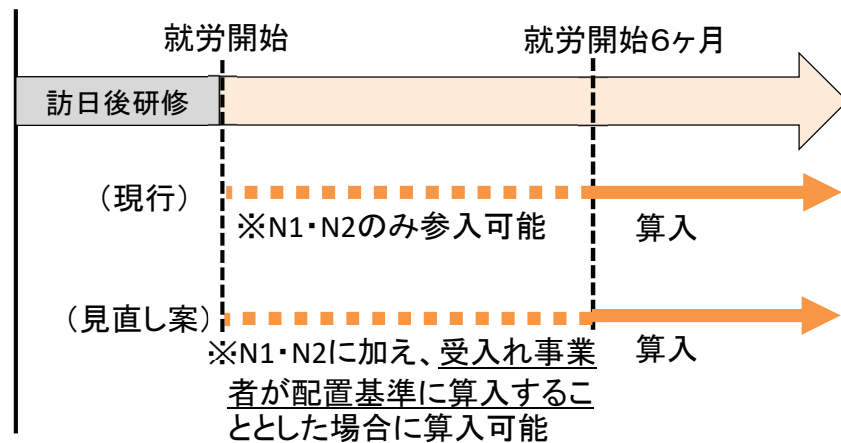 就労開始
就労開始6ヶ月
訪日後研修
（現行）
※N1・N2のみ参入可能
算入
（見直し案）
※N1・N2に加え、受入れ事業
者が配置基準に算入するこ
ととした場合に算入可能
算入